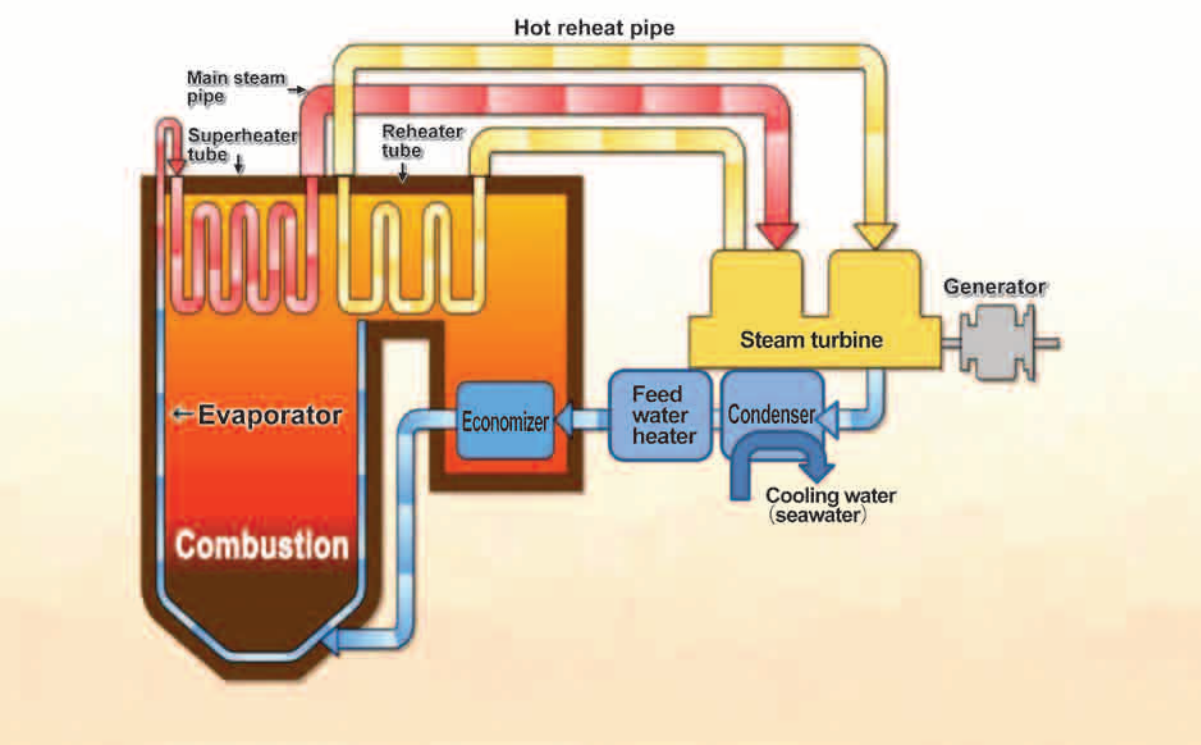 Hot reheat pipe
Main steam
pipe
Superheater
tube
Reheater
tube
Generator
Steam turbine
Feed
water
heater
Condenser
Economizer
←Evaporator
Cooling water
(seawater)
Combustion